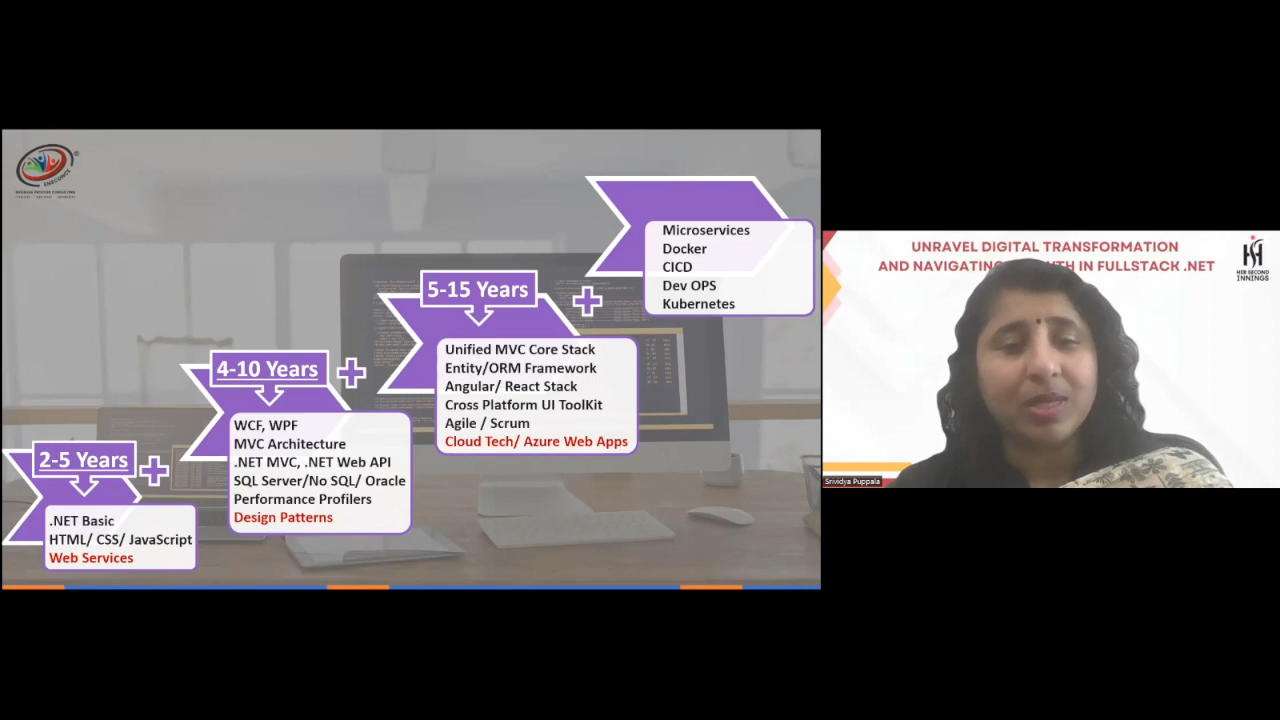 2-5 Years
.NET Basic
HTML/ CSS/ JavaScript
Web Services
4-10 Years
WCF, WPF
MVC Architecture
.NET MVC, .NET Web API
SQL Server/No SQL/ Oracle
Performance Profilers
Design Patterns
5-15 Years
Unified MVC Core Stack
Entity/ORM Framework
Angular/ React Stack
Cross Platform UI ToolKit
Agile / Scrum
Cloud Tech/ Azure Web Apps
Microservices
Docker
CICD
Dev OPS
Kubernetes
UNRAVEL DIGITAL TRANSFORMATION
AND NAVIGATING TH IN FULLSTACK .NET
HER SECOND
INNINGS
Srividya Puppala